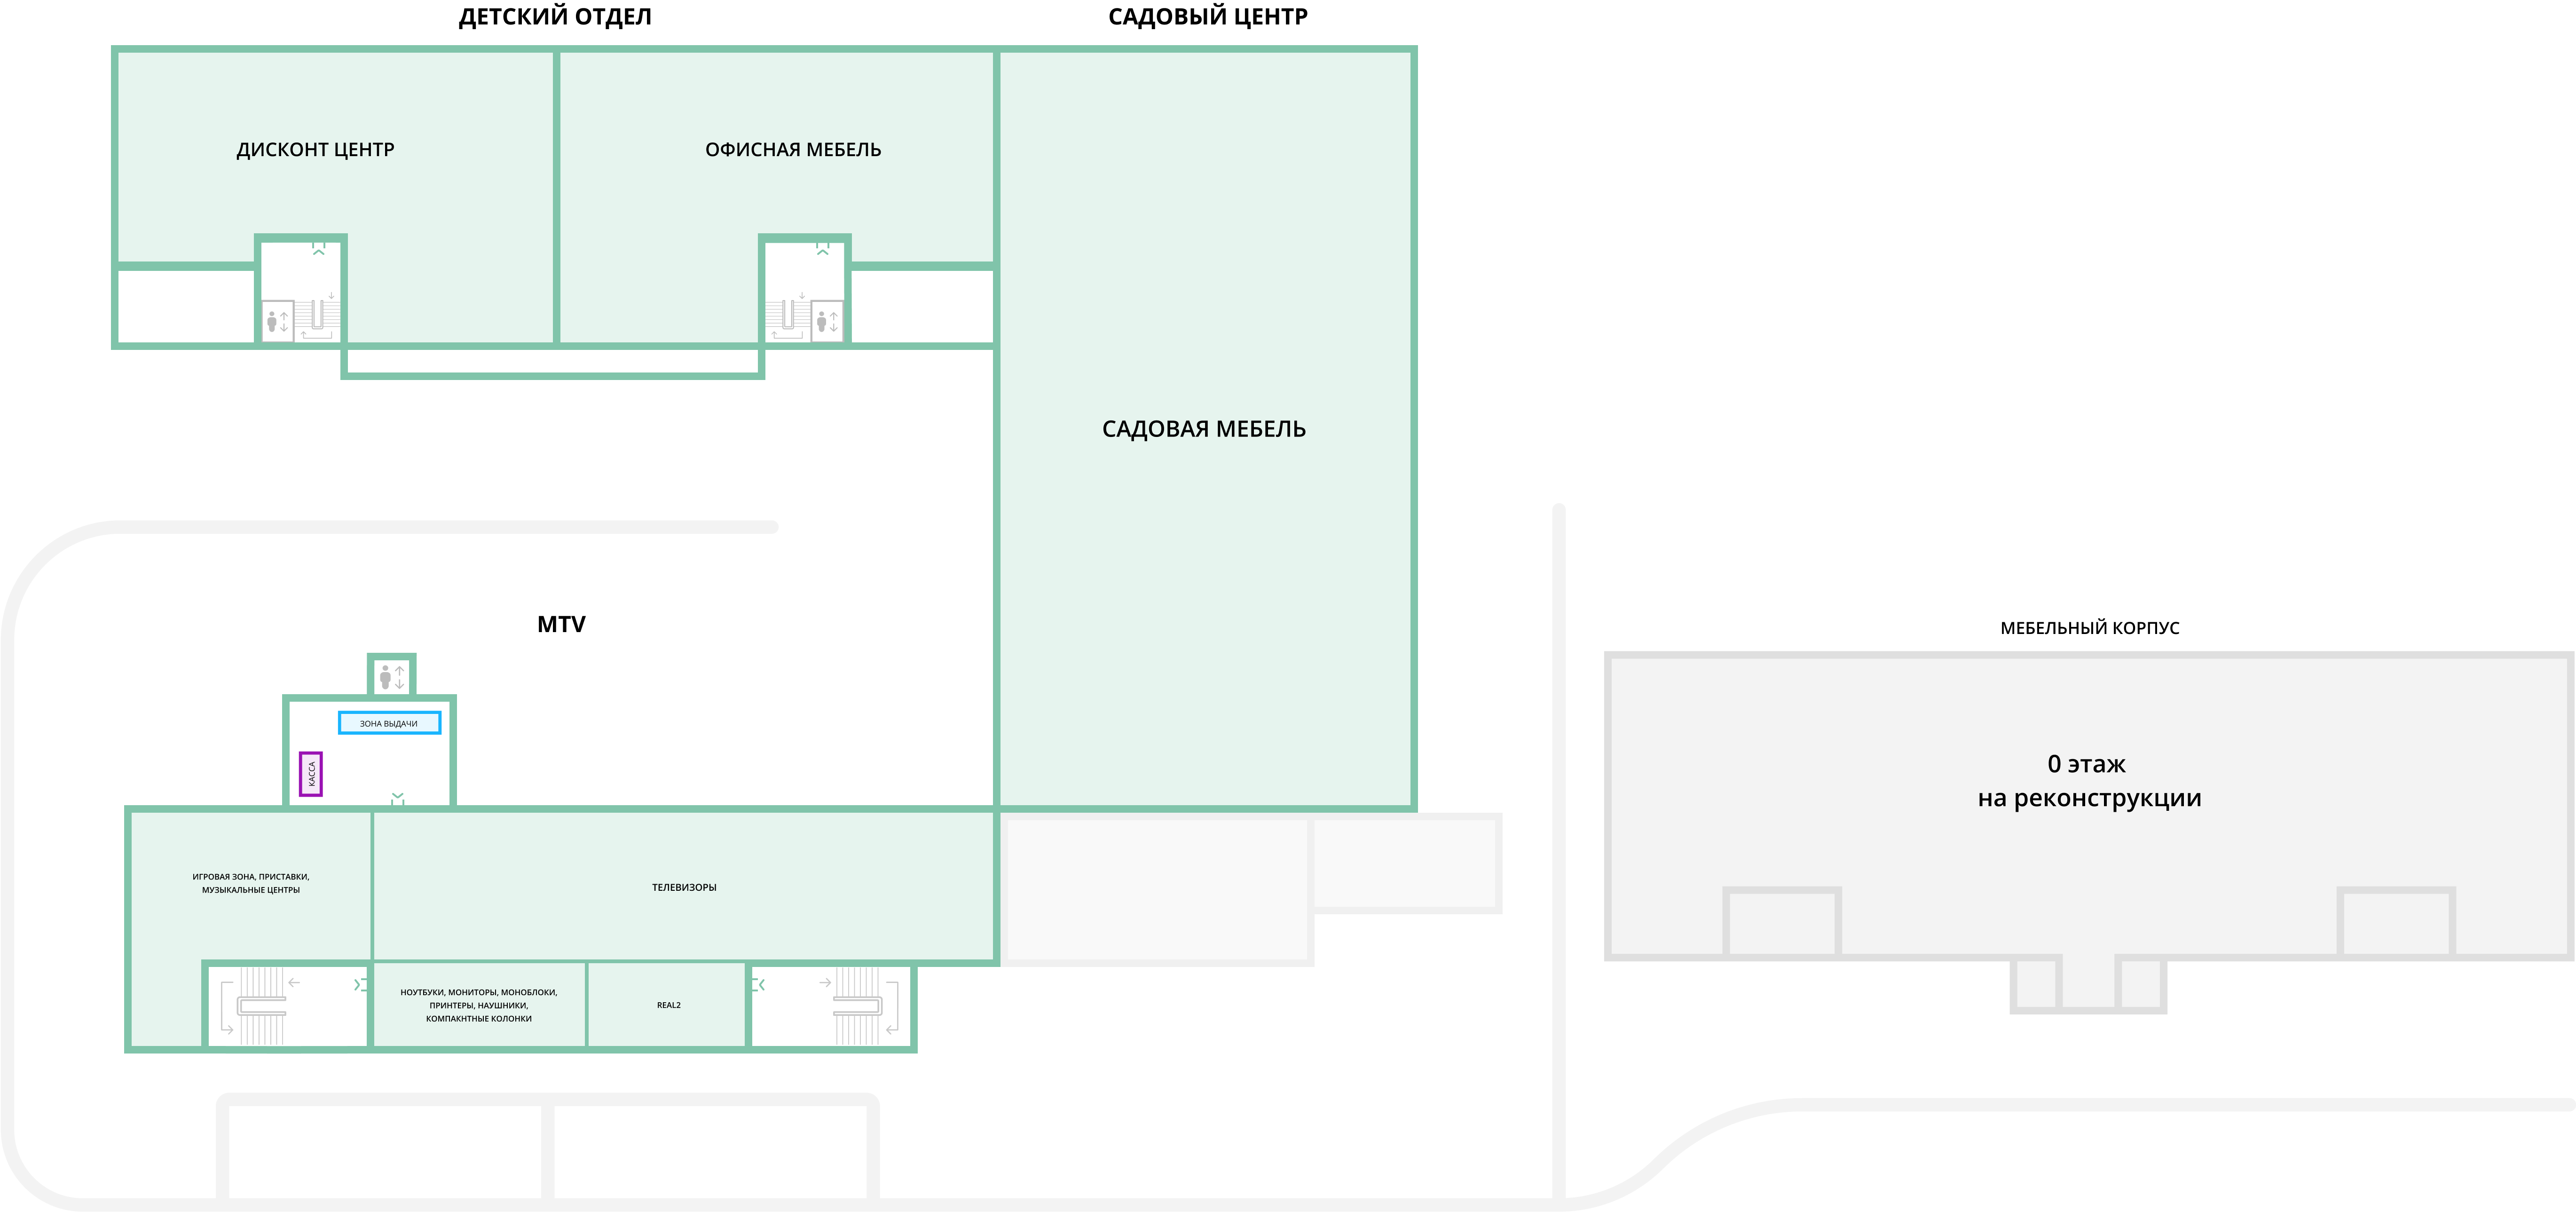 ДЕТСКИЙ ОТДЕЛ
САДОВЫЙ ЦЕНТР
ДИСКОНТ ЦЕНТР
ОФИСНАЯ МЕБЕЛЬ
САДОВАЯ МЕБЕЛЬ
MTV
МЕБЕЛЬНЫЙ КОРПУС
ЗОНА ВЫДАЧИ
КАССА
0 этаж
на реконструкции
ИГРОВАЯ ЗОНА, ПРИСТАВКИ,
МУЗЫКАЛЬНЫЕ ЦЕНТРЫ
ТЕЛЕВИЗОРЫ
НОУТБУКИ, МОНИТОРЫ, МОНОБЛОКИ,
ПРИНТЕРЫ, НАУШНИКИ,
КОМПАКНТНЫЕ КОЛОНКИ
REAL2